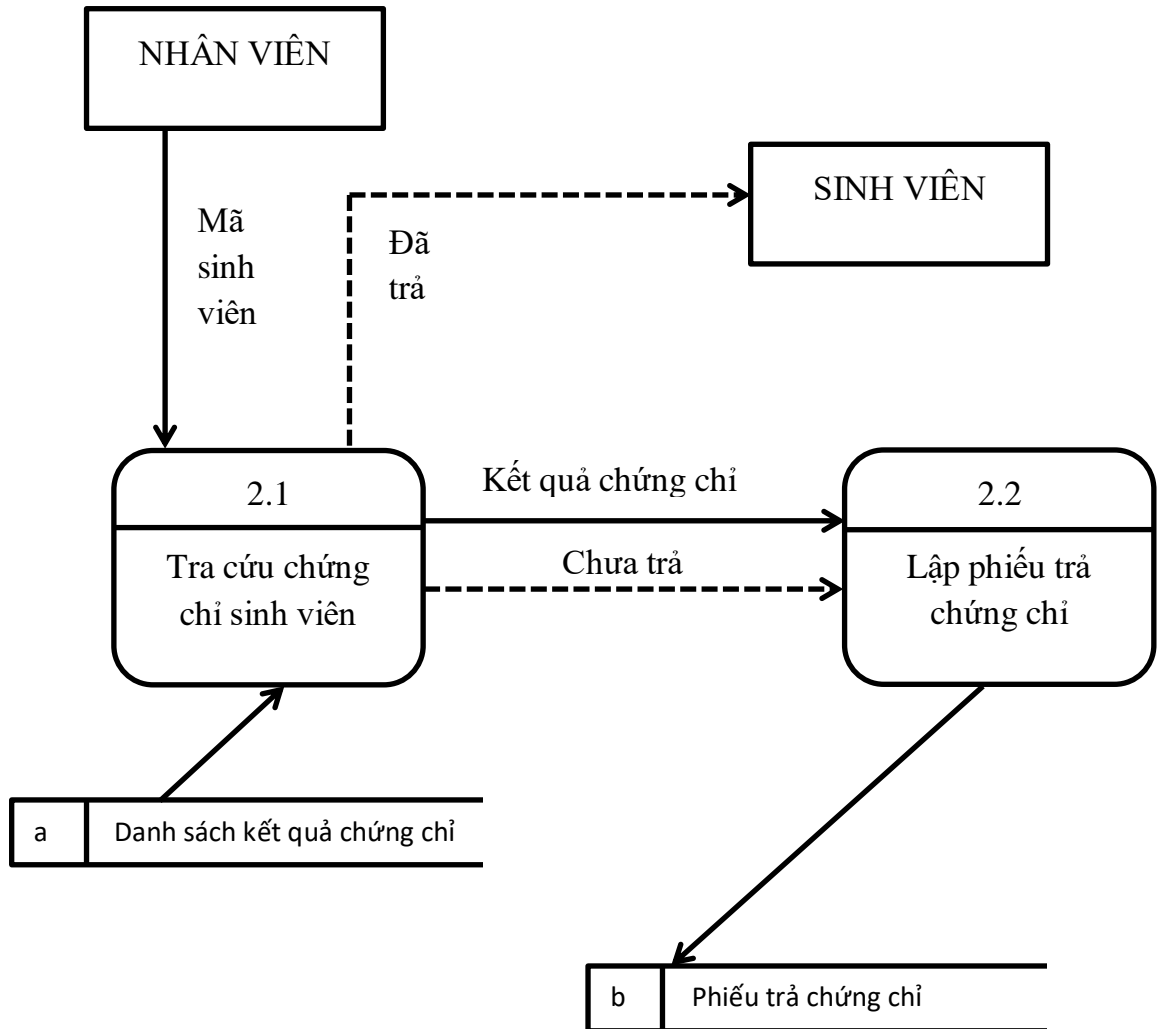 NHÂN VIÊN
SINH VIÊN
Mã
sinh
viên
Đã
trả
2.1
Tra cứu chứng
chỉ sinh viên
Kết quả chứng chỉ
Chưa trả
2.2
Lập phiếu trả
chứng chỉ
a
Danh sách kết quả chứng chỉ
b
Phiếu trả chứng chỉ